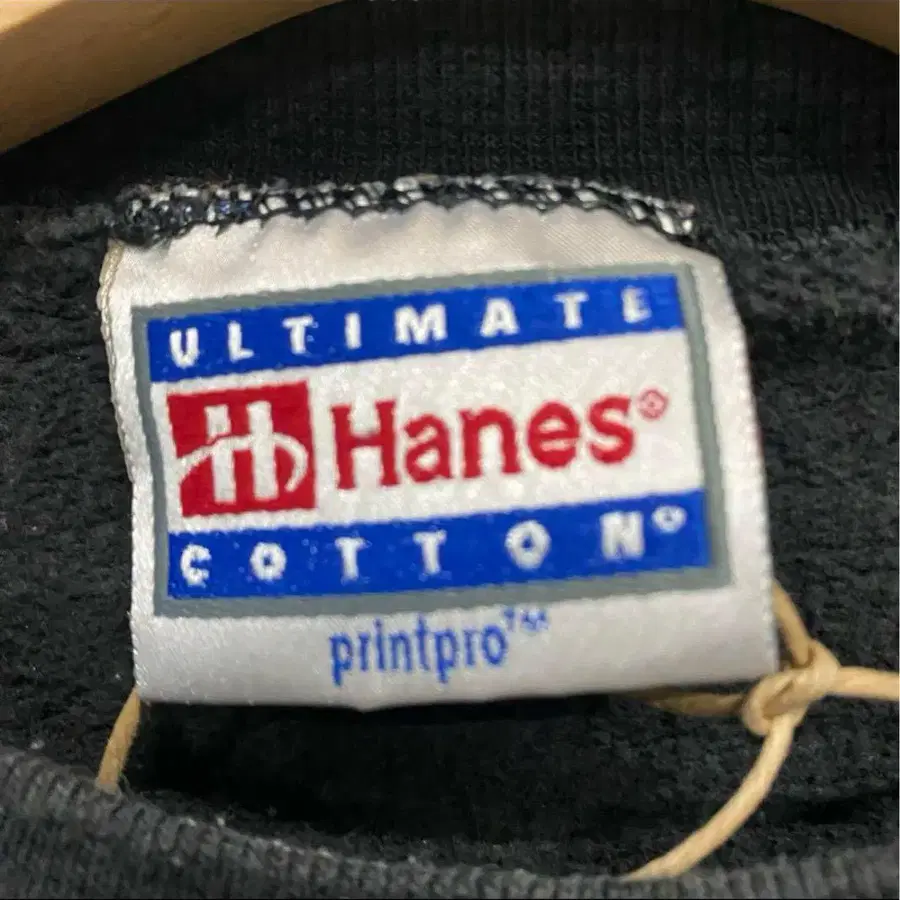 ULTIMATE
H Hanes®
COTTON®
printpro™